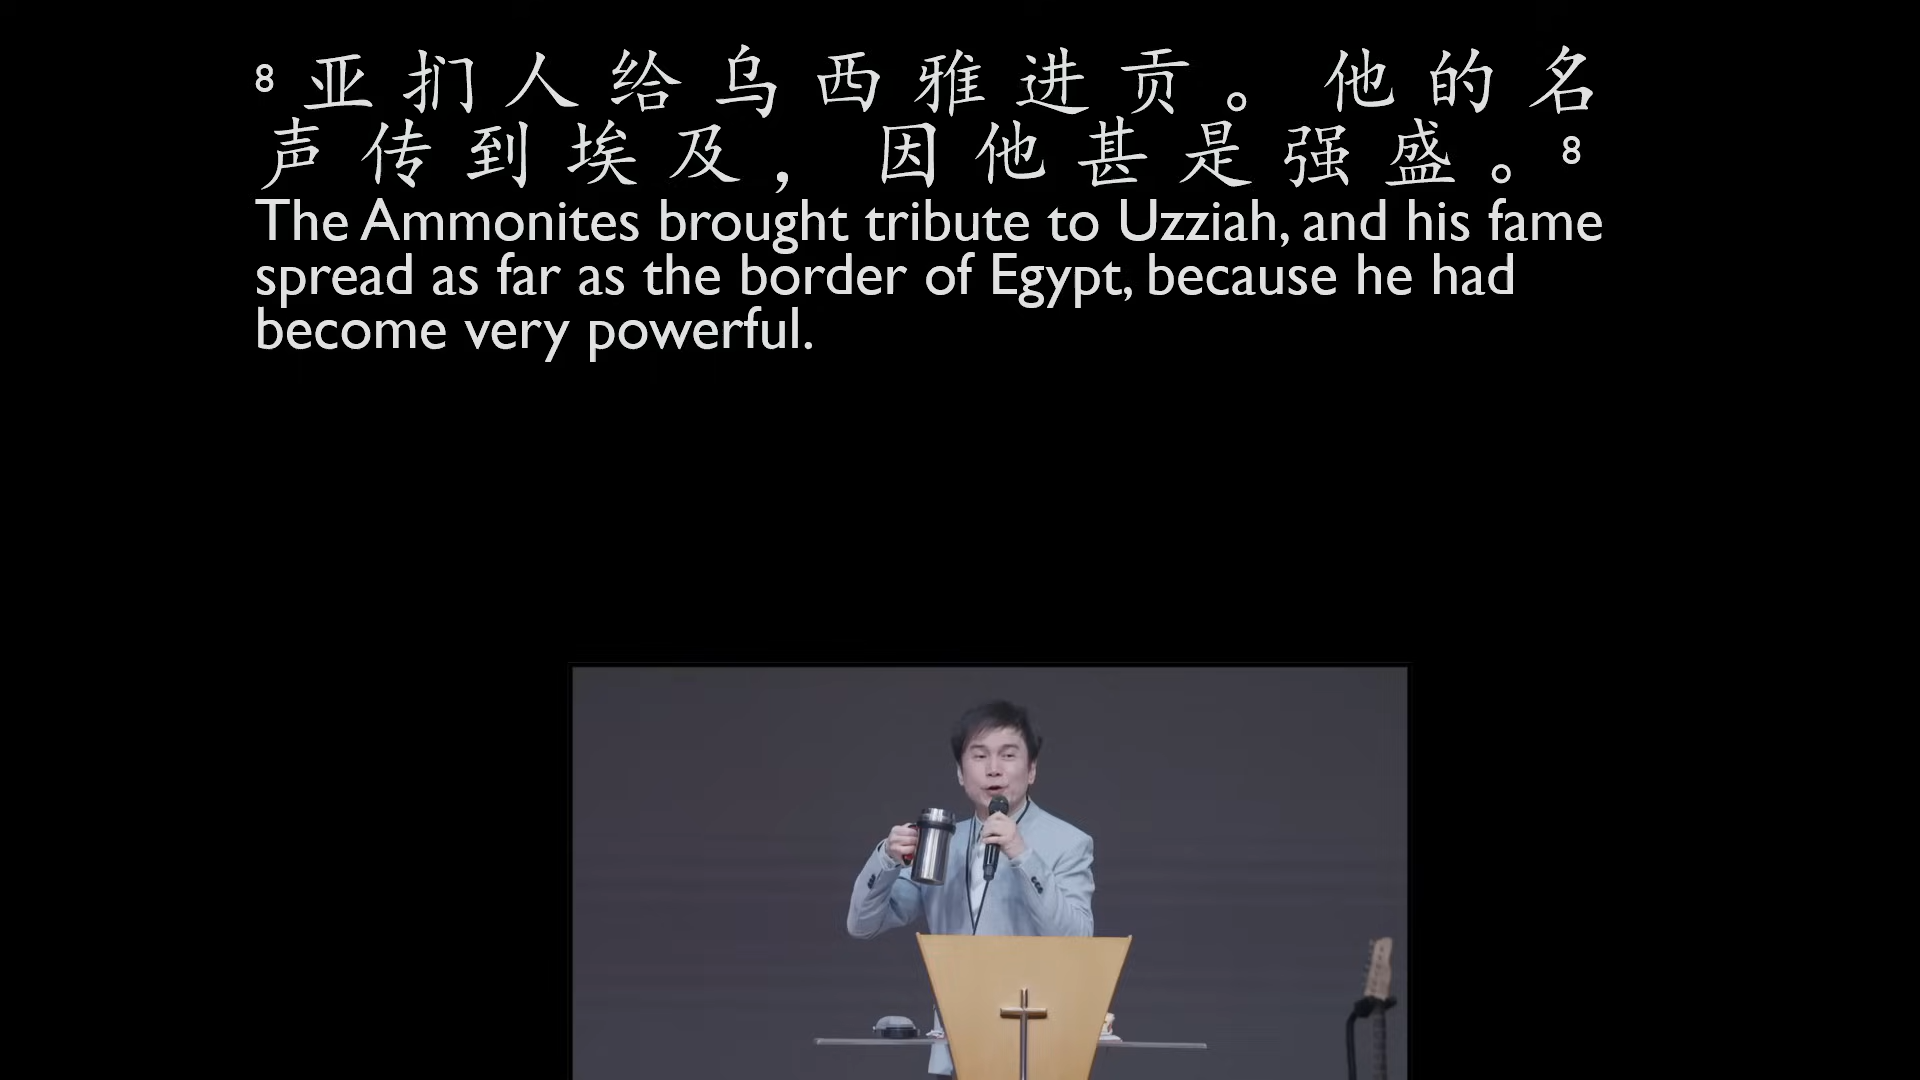 8 亚扪人给乌西雅进贡。他的名
声传到埃及，因他甚是强盛。8
The Ammonites brought tribute to Uzziah, and his fame
spread as far as the border of Egypt, because he had
become very powerful.